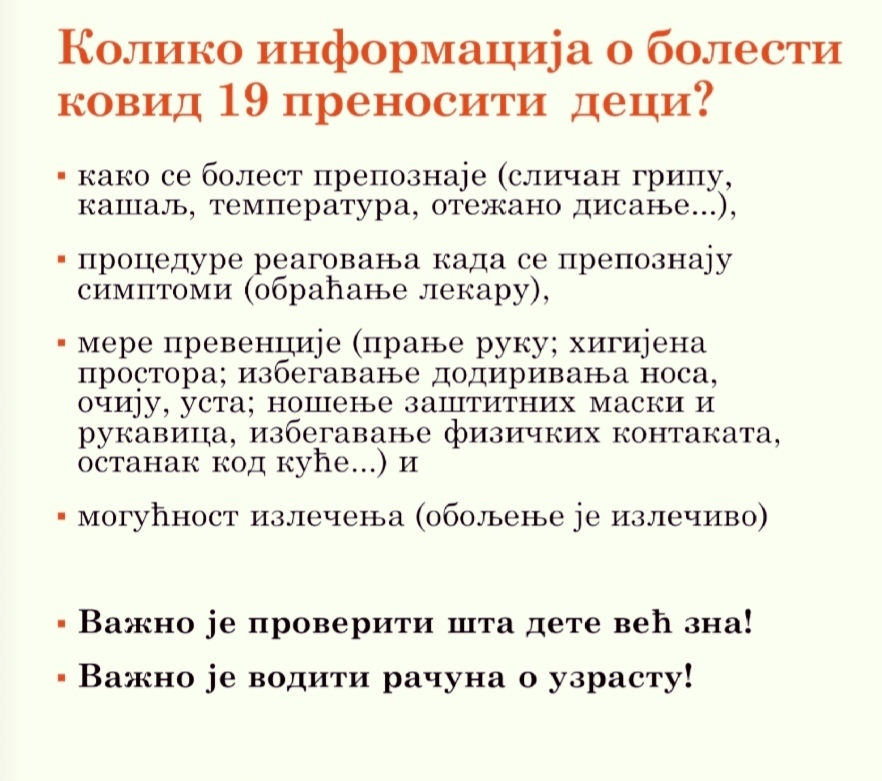 Колико информација о болести
ковид 19 преносити деци?
▪ како се болест препознаје (сличан грипу,
кашаљ, температура, отежано дисање...),
▪ процедуре реаговања када се препознају
симптоми (обраћање лекару),
▪ мере превенције (прање руку; хигијена
простора; избегавање додиривања носа,
очију, уста; ношење заштитних маски и
рукавица, избегавање физичких контаката,
останак код куће...) и
▪ могућност излечења (обољење је излечиво)
▪ Важно је проверити шта дете већ зна!
▪ Важно је водити рачуна о узрасту!